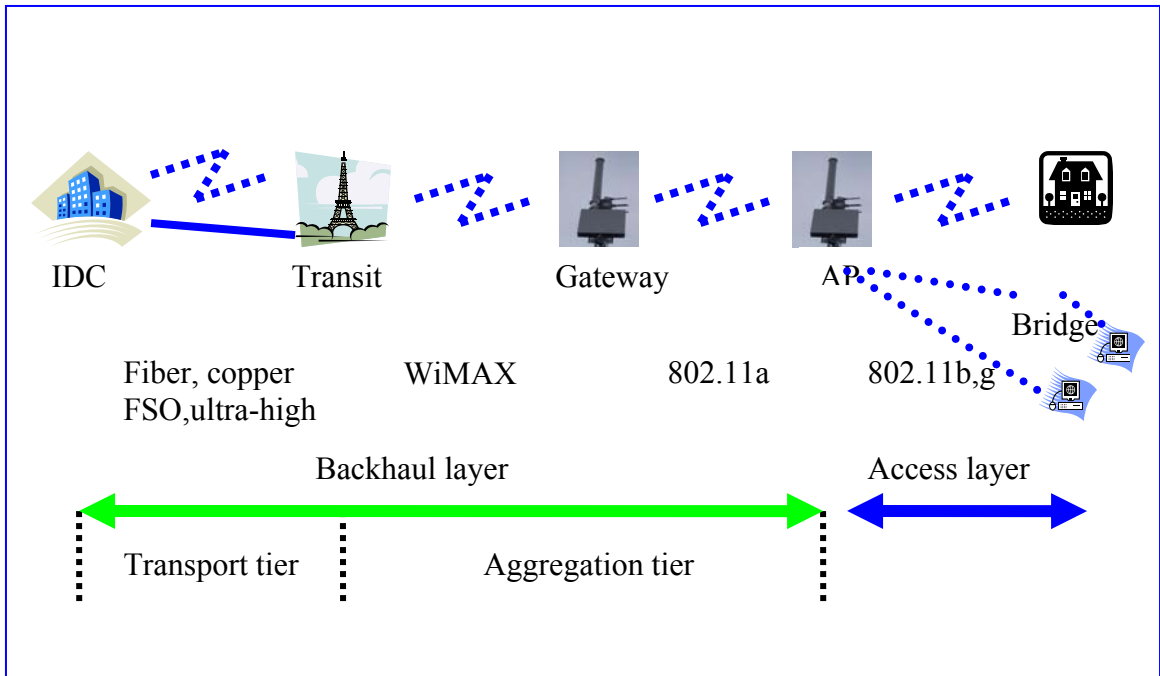 IDC
Transit
Gateway
AP
Bridge
Fiber, copper
FSO,ultra-high
WiMAX
802.11a
802.11b,g
Backhaul layer
Access layer
Transport tier
Aggregation tier